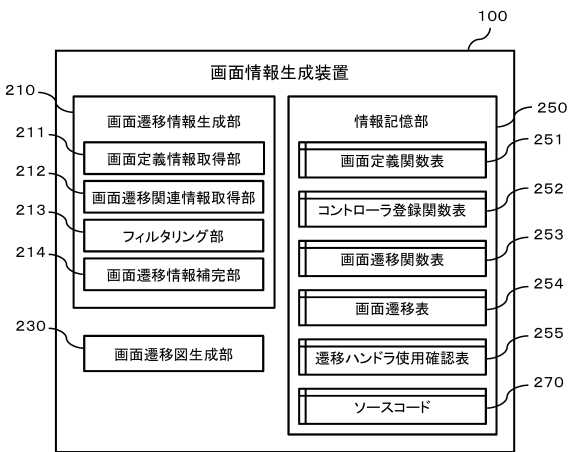 100
画面情報生成装置
210
画面遷移情報生成部
211
画面定義情報取得部
212
画面遷移関連情報取得部
213
フィルタリング部
214
画面遷移情報補完部
230
画面遷移図生成部
250
情報記憶部
251
画面定義関数表
252
コントローラ登録関数表
253
画面遷移関数表
254
画面遷移表
255
遷移ハンドラ使用確認表
270
ソースコード